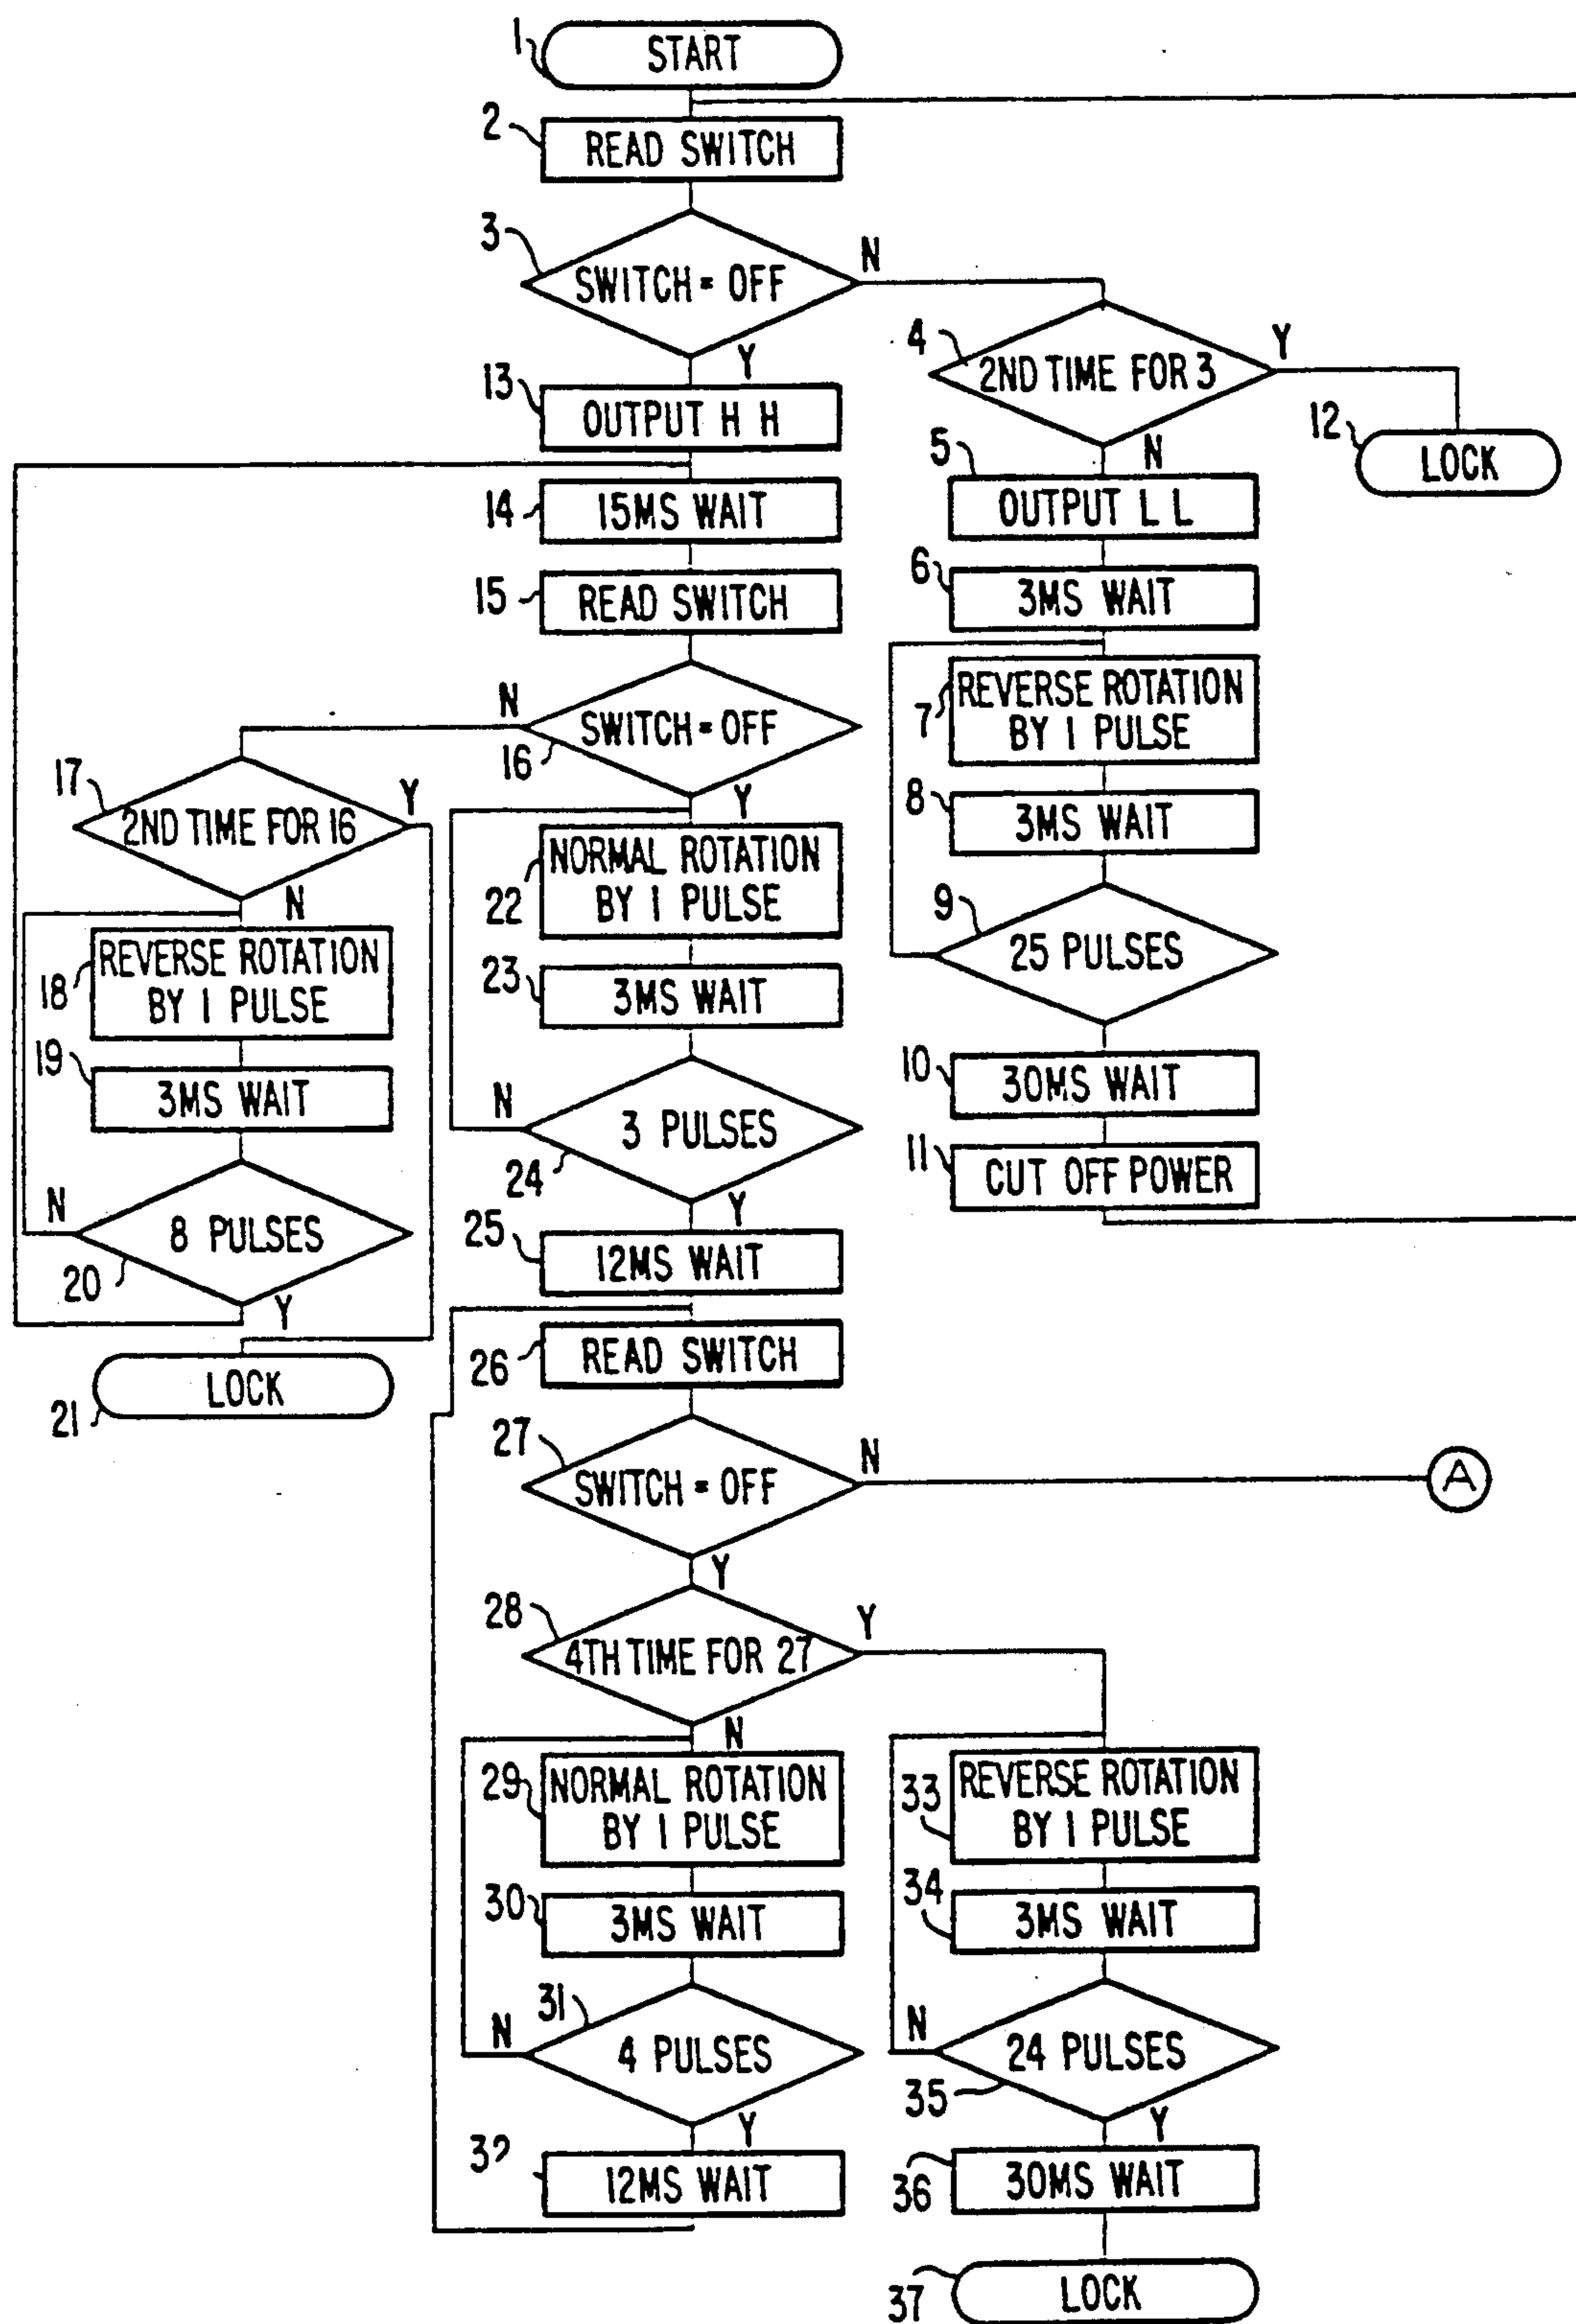 1
START
2
READ SWITCH
3
SWITCH = OFF
N
Y
4
2ND TIME FOR 3
Y
N
12
LOCK
13
OUTPUT H H
5
OUTPUT L L
14
15MS WAIT
6
3MS WAIT
15
READ SWITCH
7
REVERSE ROTATION
BY 1 PULSE
N
SWITCH = OFF
16
Y
8
3MS WAIT
17
2ND TIME FOR 16
Y
N
22
NORMAL ROTATION
BY 1 PULSE
9
25 PULSES
18
REVERSE ROTATION
BY 1 PULSE
23
3MS WAIT
19
3MS WAIT
10
30MS WAIT
N
3 PULSES
24
Y
11
CUT OFF POWER
N
8 PULSES
20
Y
25
12MS WAIT
21
LOCK
26
READ SWITCH
27
SWITCH = OFF
N
A
Y
28
4TH TIME FOR 27
Y
N
29
NORMAL ROTATION
BY 1 PULSE
33
REVERSE ROTATION
BY 1 PULSE
30
3MS WAIT
34
3MS WAIT
31
N
4 PULSES
Y
N
24 PULSES
35
Y
32
12MS WAIT
36
30MS WAIT
37
LOCK